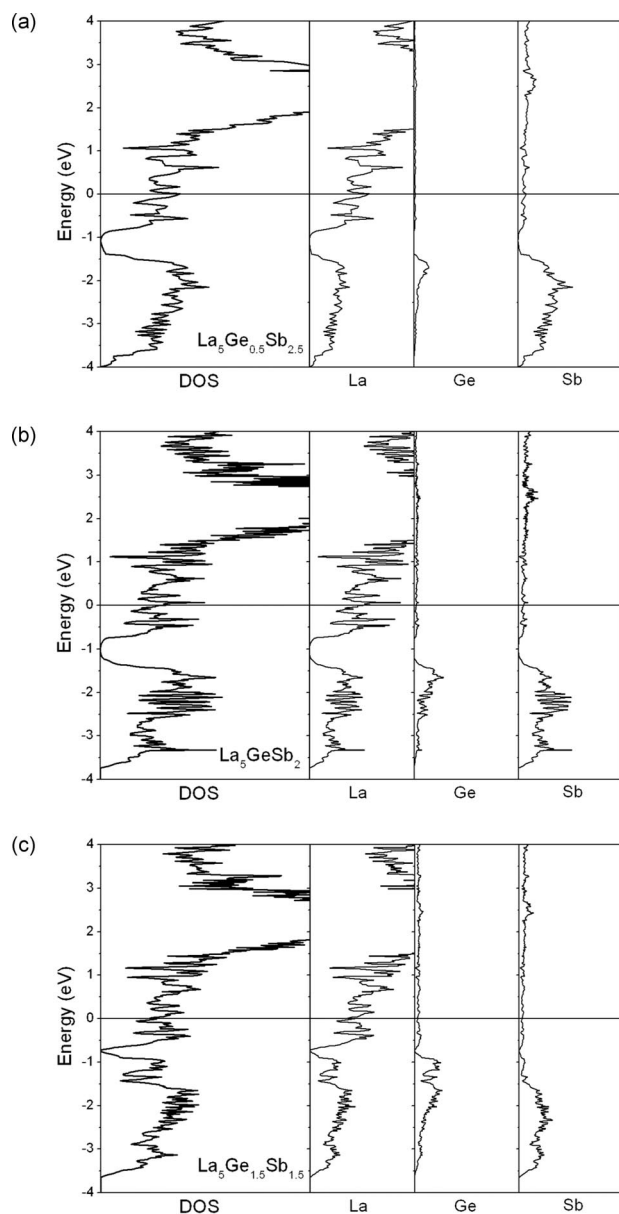 (a)
4
3
2
1
0
-1
-2
-3
-4
Energy (eV)
La₅Ge₀.₅Sb₂.₅
DOS La Ge Sb
(b)
4
3
2
1
0
-1
-2
-3
-4
Energy (eV)
La₅GeSb₂
DOS La Ge Sb
(c)
4
3
2
1
0
-1
-2
-3
-4
Energy (eV)
La₅Ge₁.₅Sb₁.₅
DOS La Ge Sb